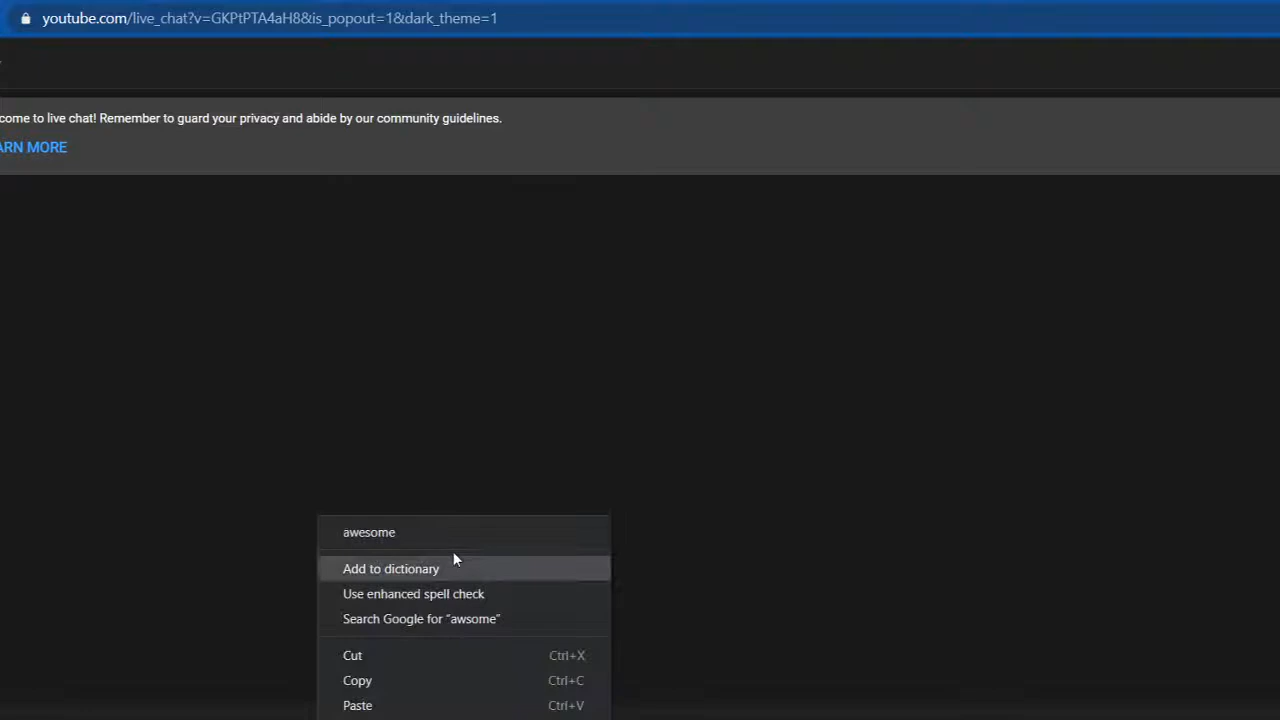 youtube.com/live_chat?v=GKPtPTA4aH8&is_popout=1&dark_theme=1
come to live chat! Remember to guard your privacy and abide by our community guidelines.
ARN MORE
awesome
Add to dictionary
Use enhanced spell check
Search Google for “awsome”
Cut Ctrl+X
Copy Ctrl+C
Paste Ctrl+V